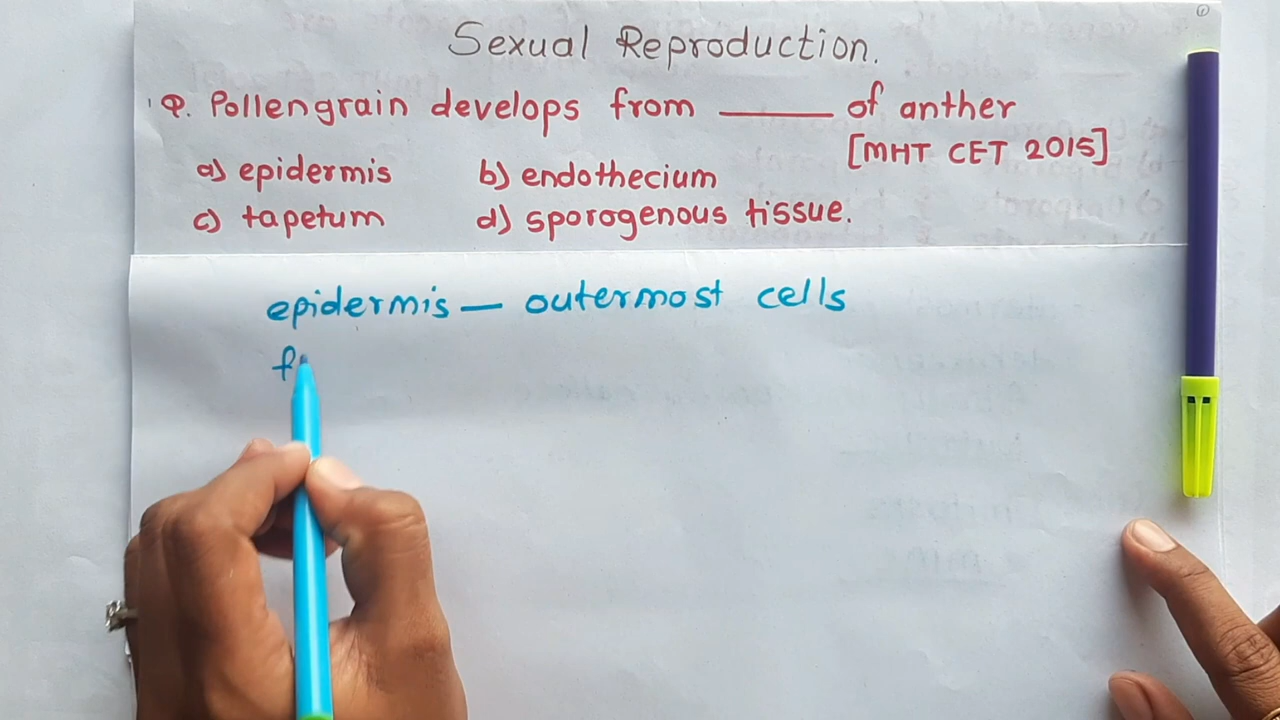 Sexual Reproduction.
Q. Pollengrain develops from ______ of anther
[MHT CET 2015]
a) epidermis b) endothecium
c) tapetum d) sporogenous tissue.
epidermis — outermost cells
f